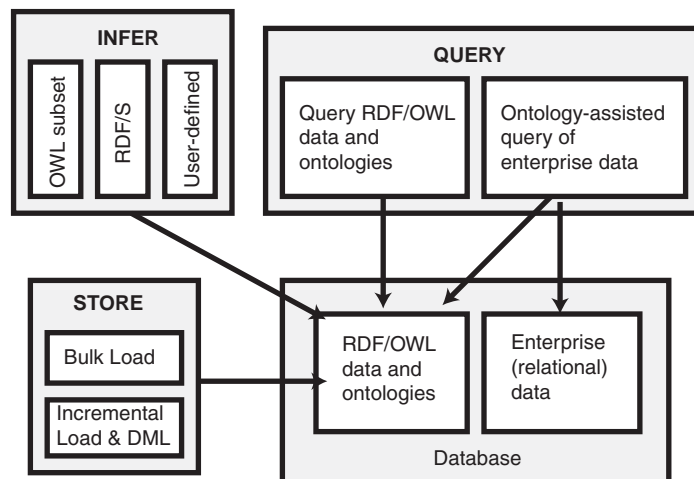 INFER
OWL subset
RDF/S
User-defined
QUERY
Query RDF/OWL
data and
ontologies
Ontology-assisted
query of
enterprise data
STORE
Bulk Load
Incremental
Load & DML
RDF/OWL
data and
ontologies
Enterprise
(relational)
data
Database